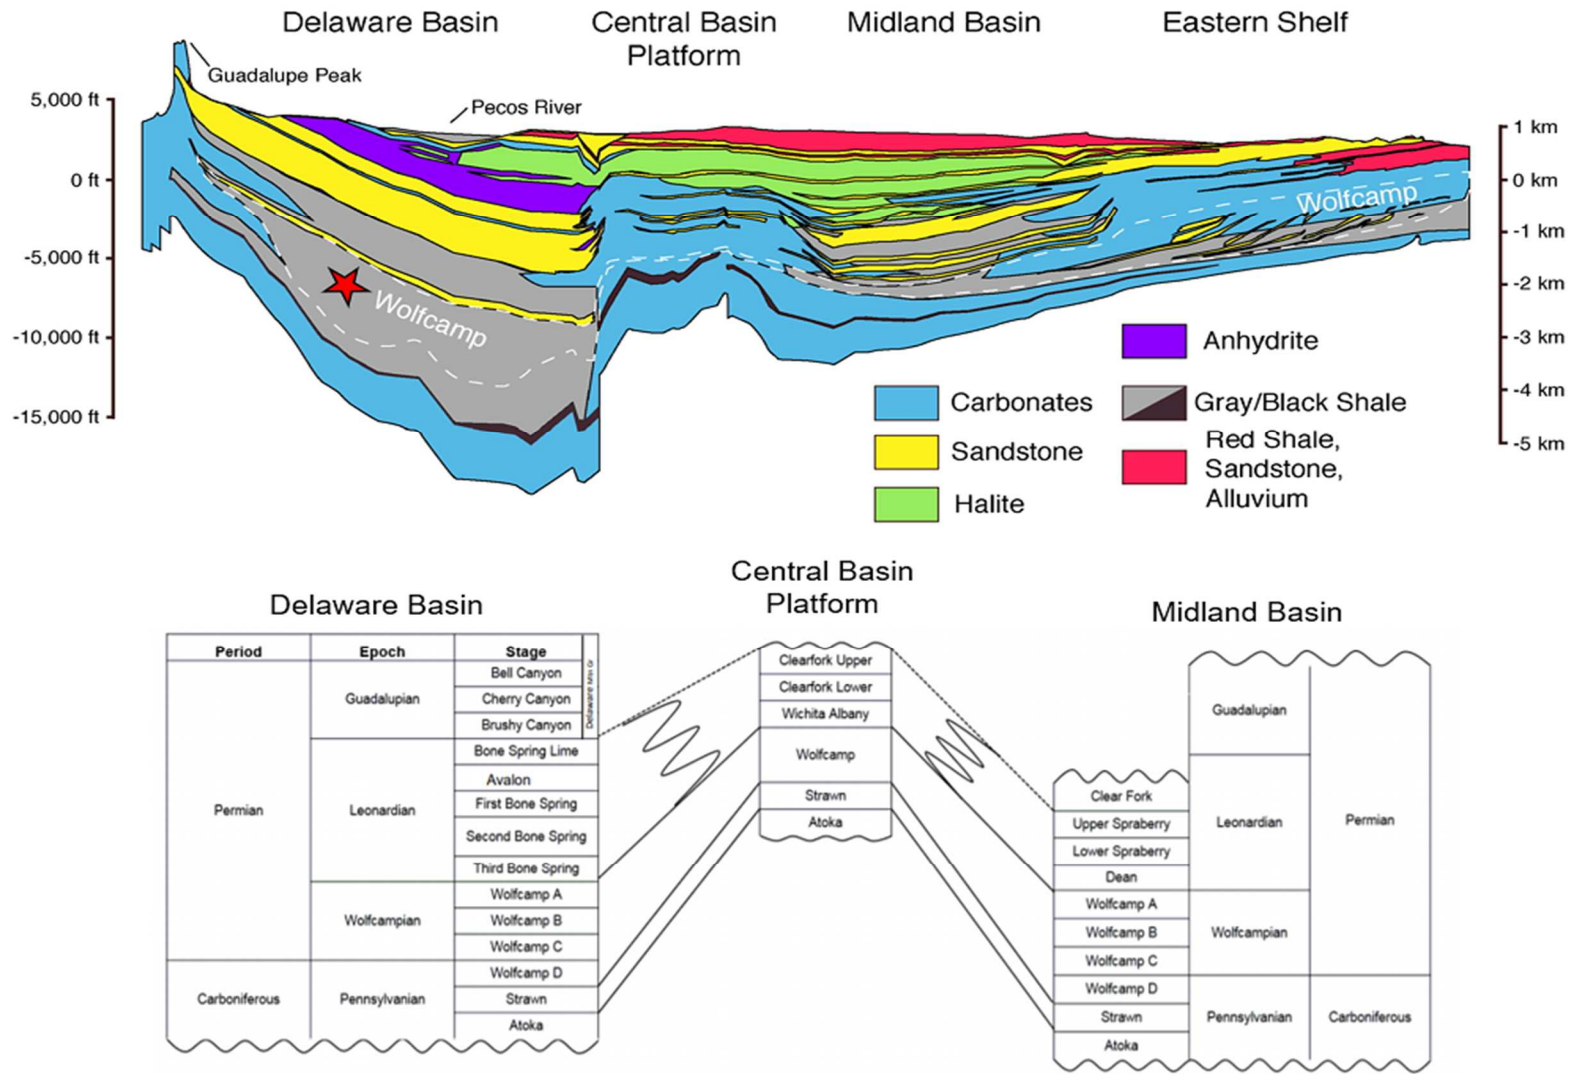 Delaware Basin
Central Basin
Platform
Midland Basin
Eastern Shelf
Guadalupe Peak
Pecos River
5,000 ft
0 ft
-5,000 ft
-10,000 ft
-15,000 ft
1 km
0 km
-1 km
-2 km
-3 km
-4 km
-5 km
Wolfcamp
Wolfcamp
Carbonates
Sandstone
Halite
Anhydrite
Gray/Black Shale
Red Shale,
Sandstone,
Alluvium
Delaware Basin
Central Basin
Platform
Midland Basin
Period
Epoch
Stage
Permian
Carboniferous
Guadalupian
Leonardian
Wolfcampian
Pennsylvanian
Bell Canyon
Cherry Canyon
Brushy Canyon
Bone Spring Lime
Avalon
First Bone Spring
Second Bone Spring
Third Bone Spring
Wolfcamp A
Wolfcamp B
Wolfcamp C
Wolfcamp D
Strawn
Atoka
Delaware Mtn Gr
Clearfork Upper
Clearfork Lower
Wichita Albany
Wolfcamp
Strawn
Atoka
Clear Fork
Upper Spraberry
Lower Spraberry
Dean
Wolfcamp A
Wolfcamp B
Wolfcamp C
Wolfcamp D
Strawn
Atoka
Guadalupian
Leonardian
Wolfcampian
Pennsylvanian
Permian
Carboniferous